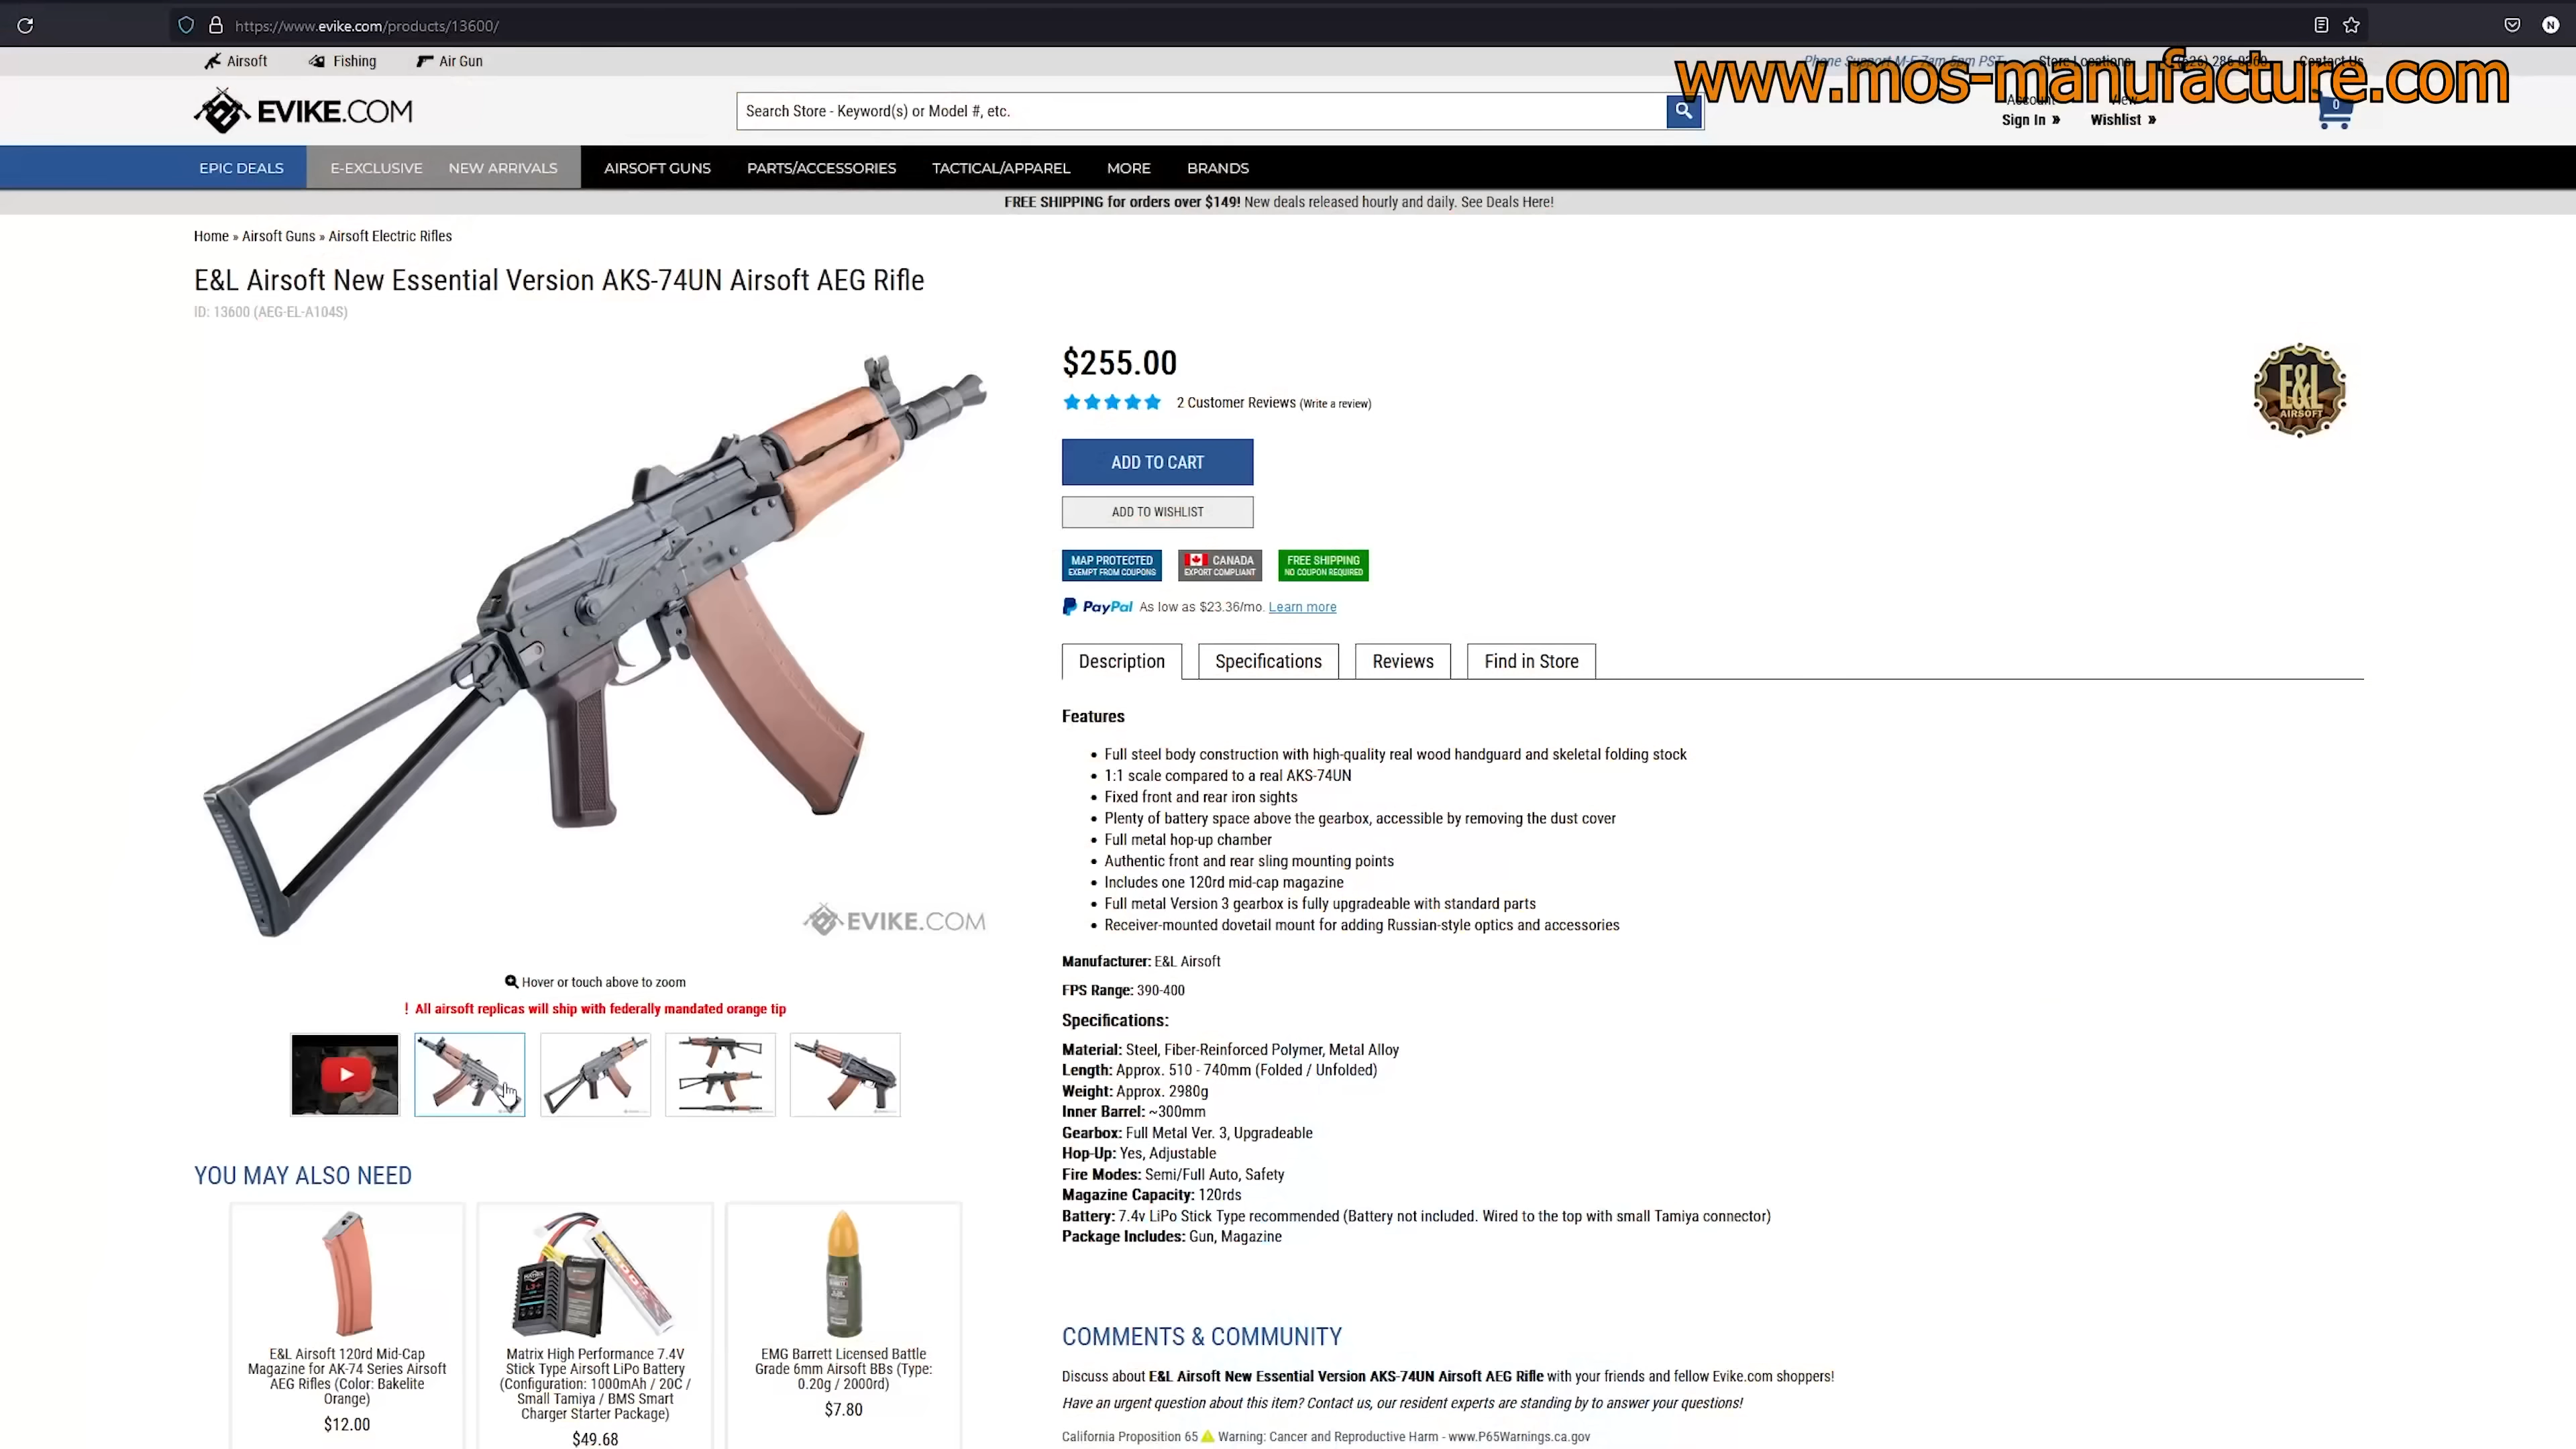 https://www.evike.com/products/13600/
N
Airsoft Fishing Air Gun
Phone Support M-F 7am-5pm PST Store Locations Contact Us
www.mos-manufacture.com
EVIKE.COM
Search Store - Keyword(s) or Model #, etc.
Account
Sign In »
View
Wishlist »
0
EPIC DEALS E-EXCLUSIVE NEW ARRIVALS AIRSOFT GUNS PARTS/ACCESSORIES TACTICAL/APPAREL MORE BRANDS
FREE SHIPPING for orders over $149! New deals released hourly and daily. See Deals Here!
Home » Airsoft Guns » Airsoft Electric Rifles
E&L Airsoft New Essential Version AKS-74UN Airsoft AEG Rifle
ID: 13600 (AEG-EL-A104S)
EVIKE.COM
Hover or touch above to zoom
! All airsoft replicas will ship with federally mandated orange tip
YOU MAY ALSO NEED
E&L Airsoft 120rd Mid-Cap
Magazine for AK-74 Series Airsoft
AEG Rifles (Color: Bakelite
Orange)
$12.00
Matrix High Performance 7.4V
Stick Type Airsoft LiPo Battery
(Configuration: 1000mAh / 20C /
Small Tamiya / BMS Smart
Charger Starter Package)
$49.68
EMG Barrett Licensed Battle
Grade 6mm Airsoft BBs (Type:
0.20g / 2000rd)
$7.80
$255.00
2 Customer Reviews (Write a review)
E&L
AIRSOFT
ADD TO CART
ADD TO WISHLIST
MAP PROTECTED
EXEMPT FROM COUPONS
CANADA
EXPORT COMPLIANT
FREE SHIPPING
NO COUPON REQUIRED
PayPal As low as $23.36/mo. Learn more
Description Specifications Reviews Find in Store
Features
• Full steel body construction with high-quality real wood handguard and skeletal folding stock
• 1:1 scale compared to a real AKS-74UN
• Fixed front and rear iron sights
• Plenty of battery space above the gearbox, accessible by removing the dust cover
• Full metal hop-up chamber
• Authentic front and rear sling mounting points
• Includes one 120rd mid-cap magazine
• Full metal Version 3 gearbox is fully upgradeable with standard parts
• Receiver-mounted dovetail mount for adding Russian-style optics and accessories
Manufacturer: E&L Airsoft
FPS Range: 390-400
Specifications:
Material: Steel, Fiber-Reinforced Polymer, Metal Alloy
Length: Approx. 510 - 740mm (Folded / Unfolded)
Weight: Approx. 2980g
Inner Barrel: ~300mm
Gearbox: Full Metal Ver. 3, Upgradeable
Hop-Up: Yes, Adjustable
Fire Modes: Semi/Full Auto, Safety
Magazine Capacity: 120rds
Battery: 7.4v LiPo Stick Type recommended (Battery not included. Wired to the top with small Tamiya connector)
Package Includes: Gun, Magazine
COMMENTS & COMMUNITY
Discuss about E&L Airsoft New Essential Version AKS-74UN Airsoft AEG Rifle with your friends and fellow Evike.com shoppers!
Have an urgent question about this item? Contact us, our resident experts are standing by to answer your questions!
California Proposition 65 Warning: Cancer and Reproductive Harm - www.P65Warnings.ca.gov